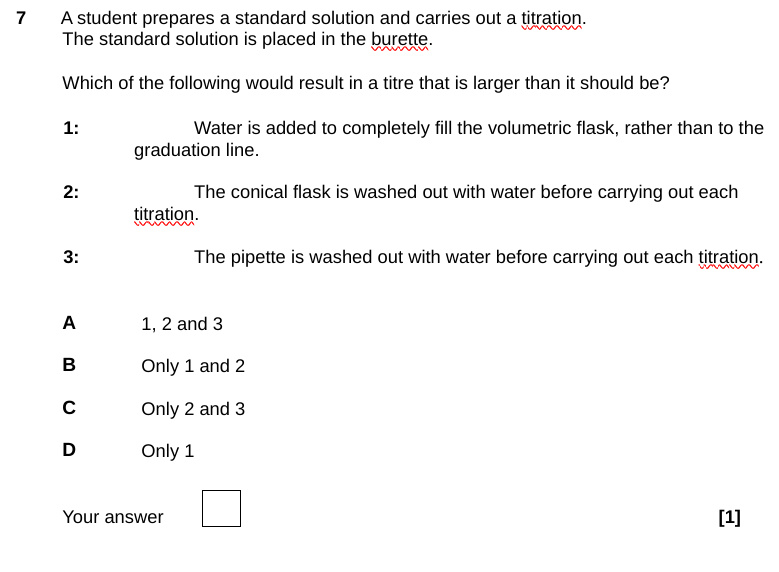 7 A student prepares a standard solution and carries out a titration.
The standard solution is placed in the burette.
Which of the following would result in a titre that is larger than it should be?
1: Water is added to completely fill the volumetric flask, rather than to the
graduation line.
2: The conical flask is washed out with water before carrying out each
titration.
3: The pipette is washed out with water before carrying out each titration.
A 1, 2 and 3
B Only 1 and 2
C Only 2 and 3
D Only 1
Your answer [1]